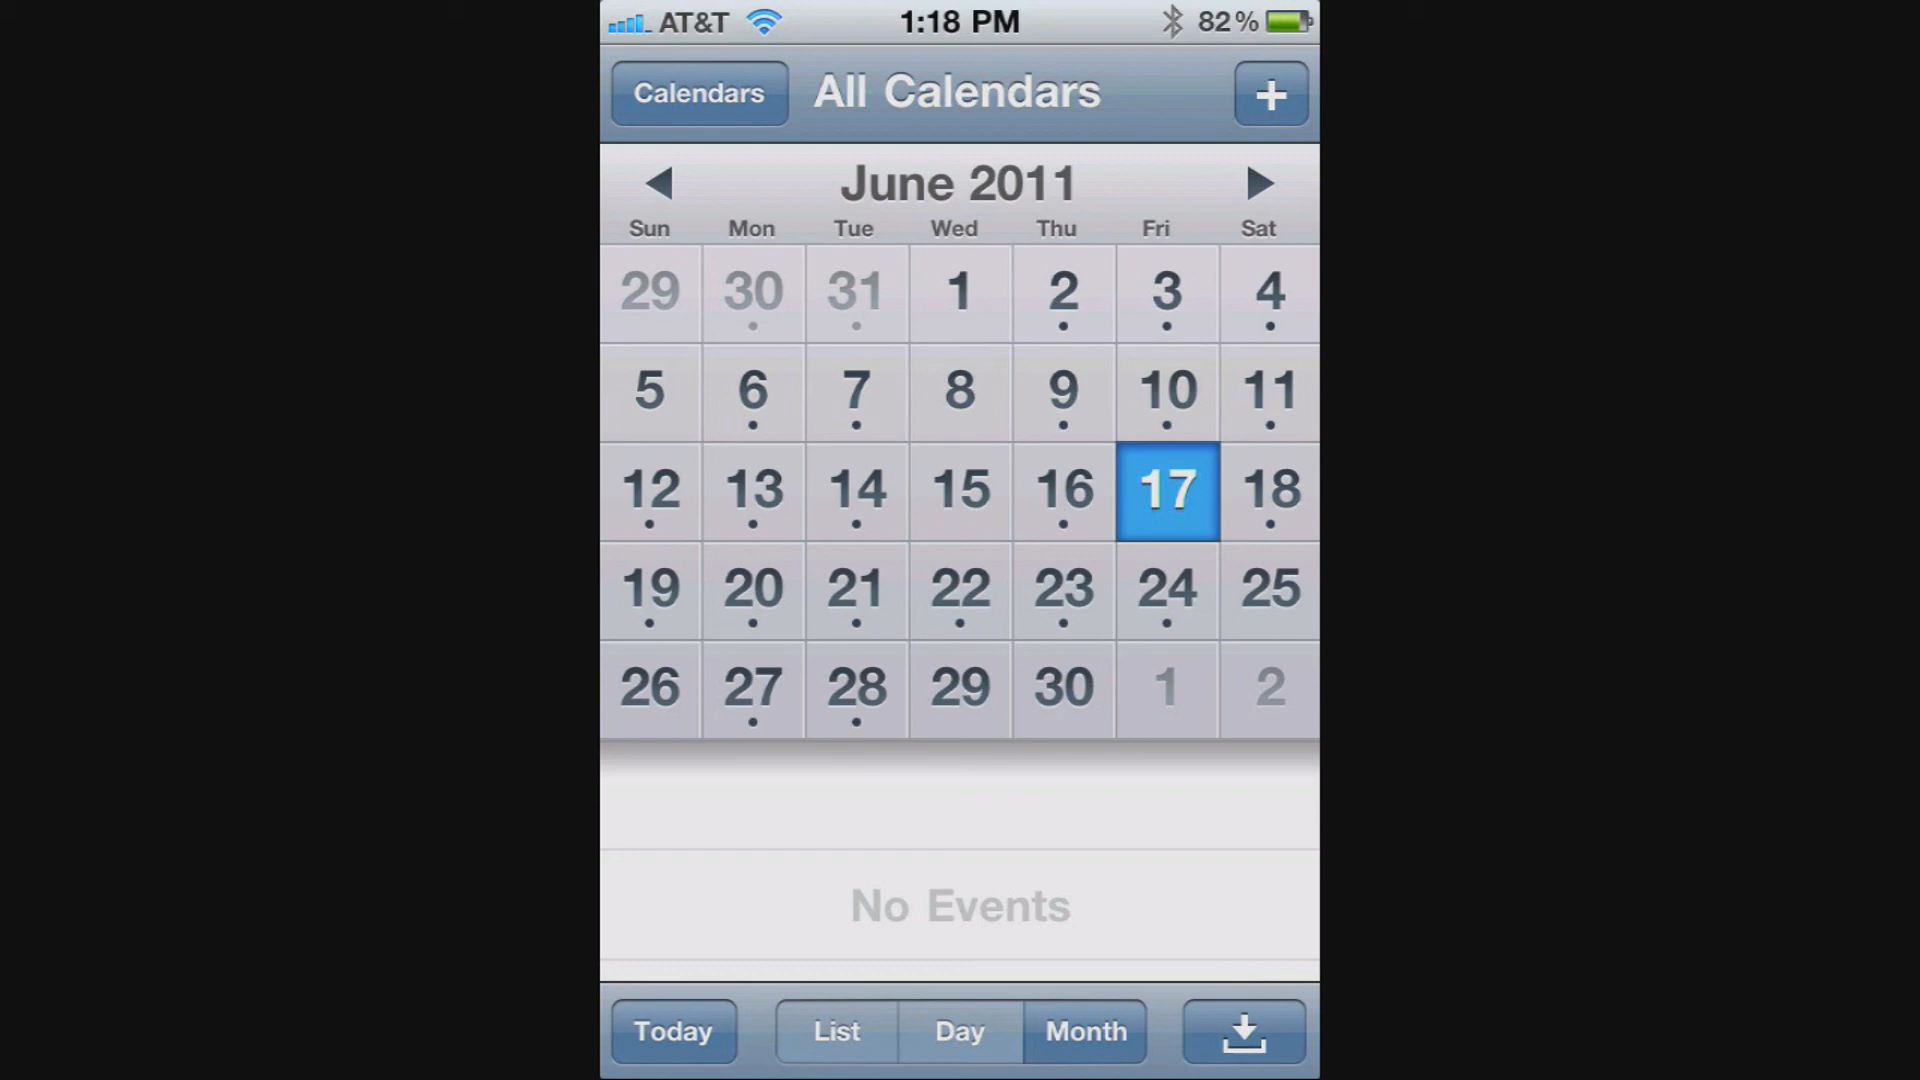 AT&T 1:18 PM 82%
Calendars All Calendars +
June 2011
Sun Mon Tue Wed Thu Fri Sat
29 30 31 1 2 3 4
5 6 7 8 9 10 11
12 13 14 15 16 17 18
19 20 21 22 23 24 25
26 27 28 29 30 1 2
No Events
Today List Day Month